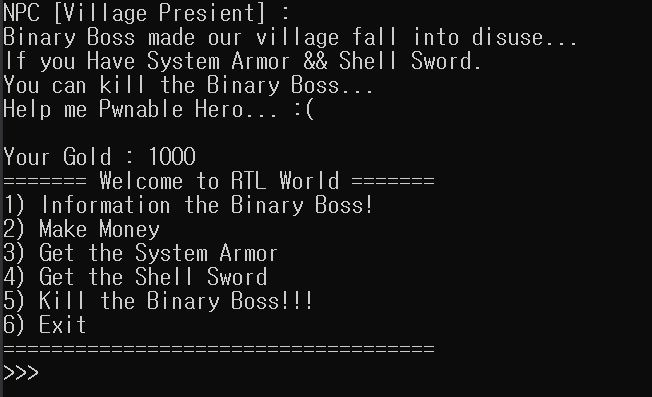 NPC [Village Presient] :
Binary Boss made our village fall into disuse...
If you Have System Armor && Shell Sword.
You can kill the Binary Boss...
Help me Pwnable Hero... :(
Your Gold : 1000
======= Welcome to RTL World =======
1) Information the Binary Boss!
2) Make Money
3) Get the System Armor
4) Get the Shell Sword
5) Kill the Binary Boss!!!
6) Exit
====================================
>>>